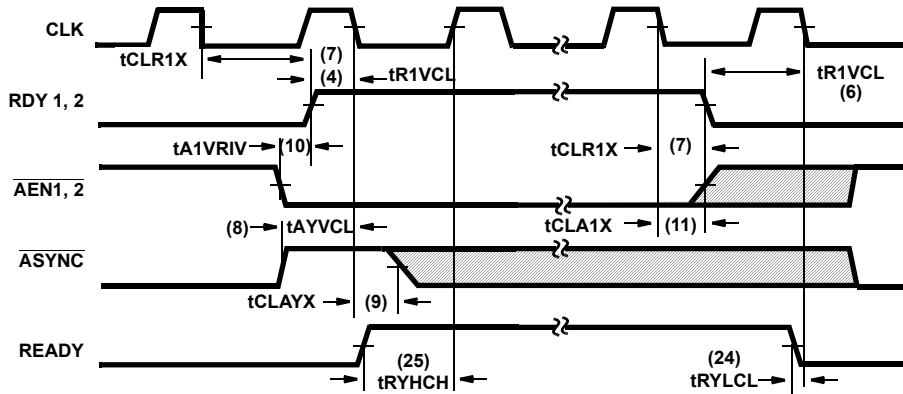 CLK
tCLR1X
(7)
(4)
tR1VCL
tR1VCL
(6)
RDY 1, 2
tA1VRIV
(10)
tCLR1X
(7)
AEN1, 2
(8)
tAYVCL
tCLA1X
(11)
ASYNC
tCLAYX
(9)
READY
(25)
tRYHCH
(24)
tRYLCL